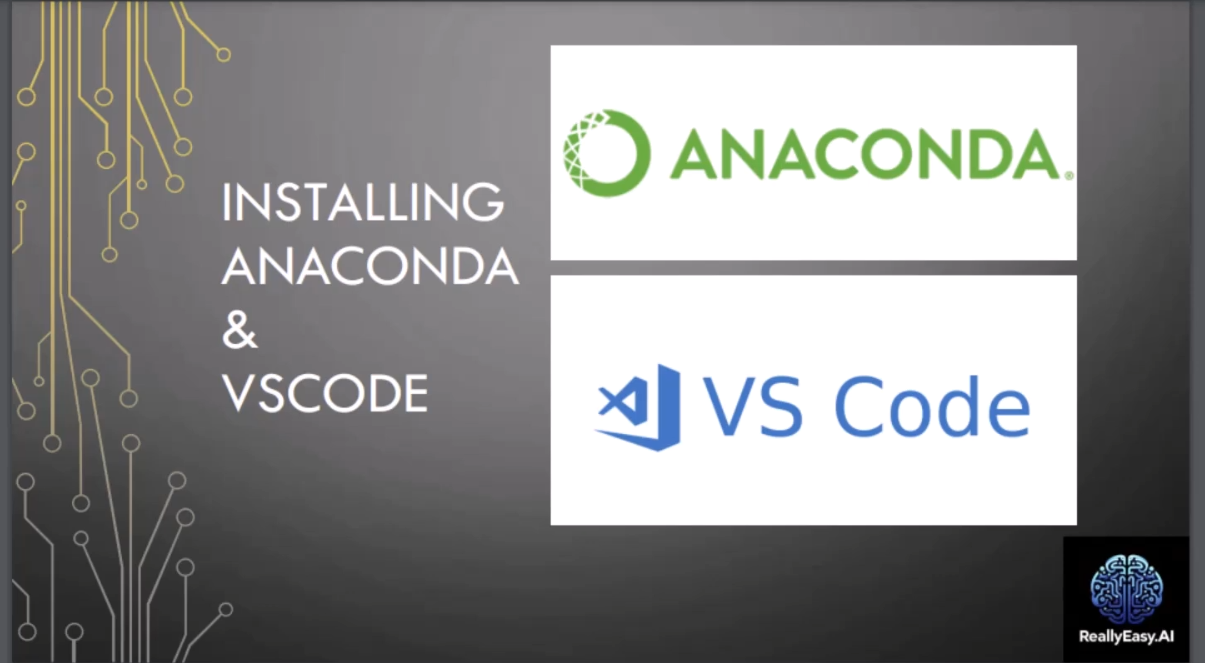 INSTALLING
ANACONDA
&
VSCODE
ANACONDA®
VS Code
ReallyEasy.AI